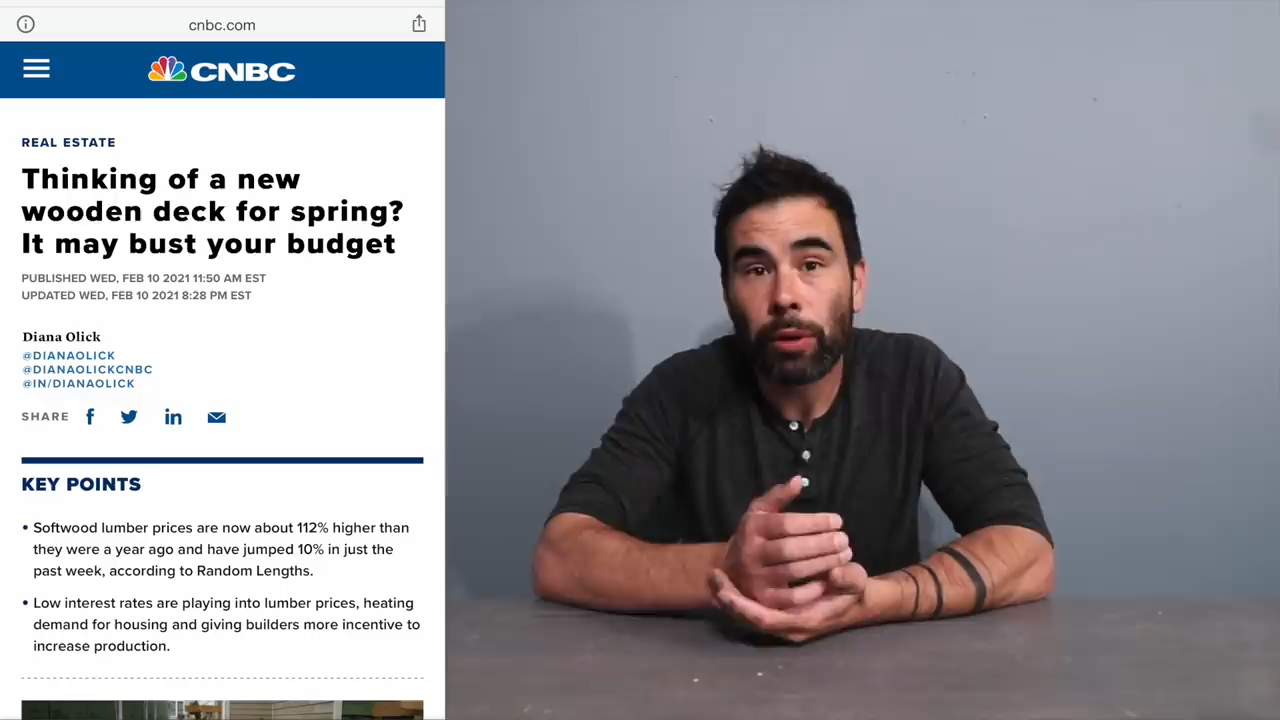 cnbc.com
CNBC
REAL ESTATE
Thinking of a new
wooden deck for spring?
It may bust your budget
PUBLISHED WED, FEB 10 2021 11:50 AM EST
UPDATED WED, FEB 10 2021 8:28 PM EST
Diana Olick
@DIANAOLICK
@DIANAOLICKCNBC
@IN/DIANAOLICK
SHARE
KEY POINTS
• Softwood lumber prices are now about 112% higher than
they were a year ago and have jumped 10% in just the
past week, according to Random Lengths.
• Low interest rates are playing into lumber prices, heating
demand for housing and giving builders more incentive to
increase production.